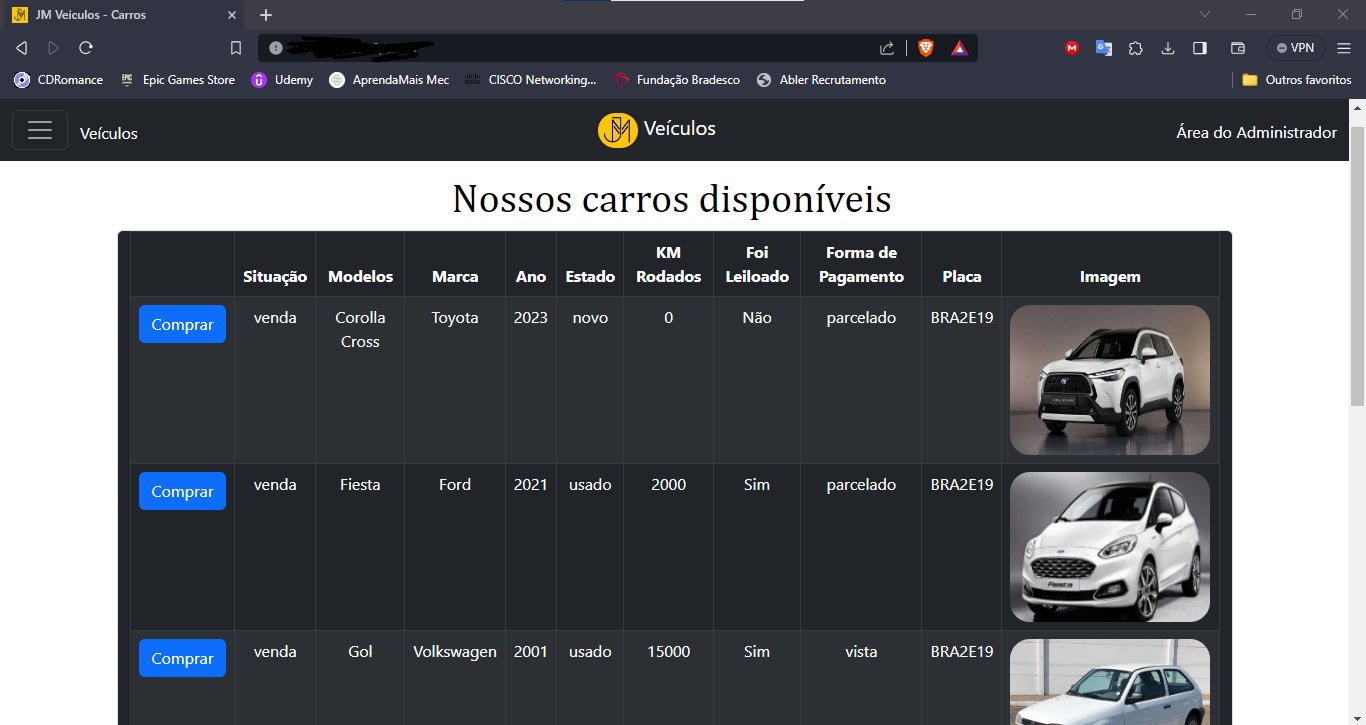 JM Veiculos - Carros
VPN
CDRomance Epic Games Store Udemy AprendaMais Mec CISCO Networking... Fundação Bradesco Abler Recrutamento Outros favoritos
Veículos JM Veículos Área do Administrador
Nossos carros disponíveis
Situação Modelos Marca Ano Estado KM Rodados Foi Leiloado Forma de Pagamento Placa Imagem
Comprar venda Corolla Cross Toyota 2023 novo 0 Não parcelado BRA2E19
Comprar venda Fiesta Ford 2021 usado 2000 Sim parcelado BRA2E19
Fiesta
Comprar venda Gol Volkswagen 2001 usado 15000 Sim vista BRA2E19